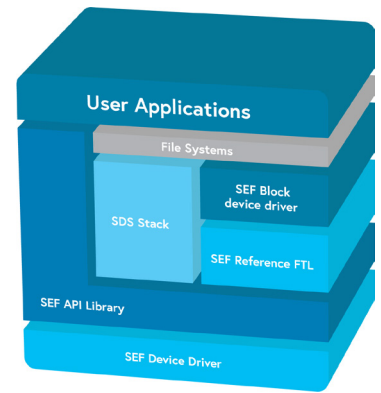 User Applications
File Systems
SEF Block
device driver
SDS Stack
SEF Reference FTL
SEF API Library
SEF Device Driver